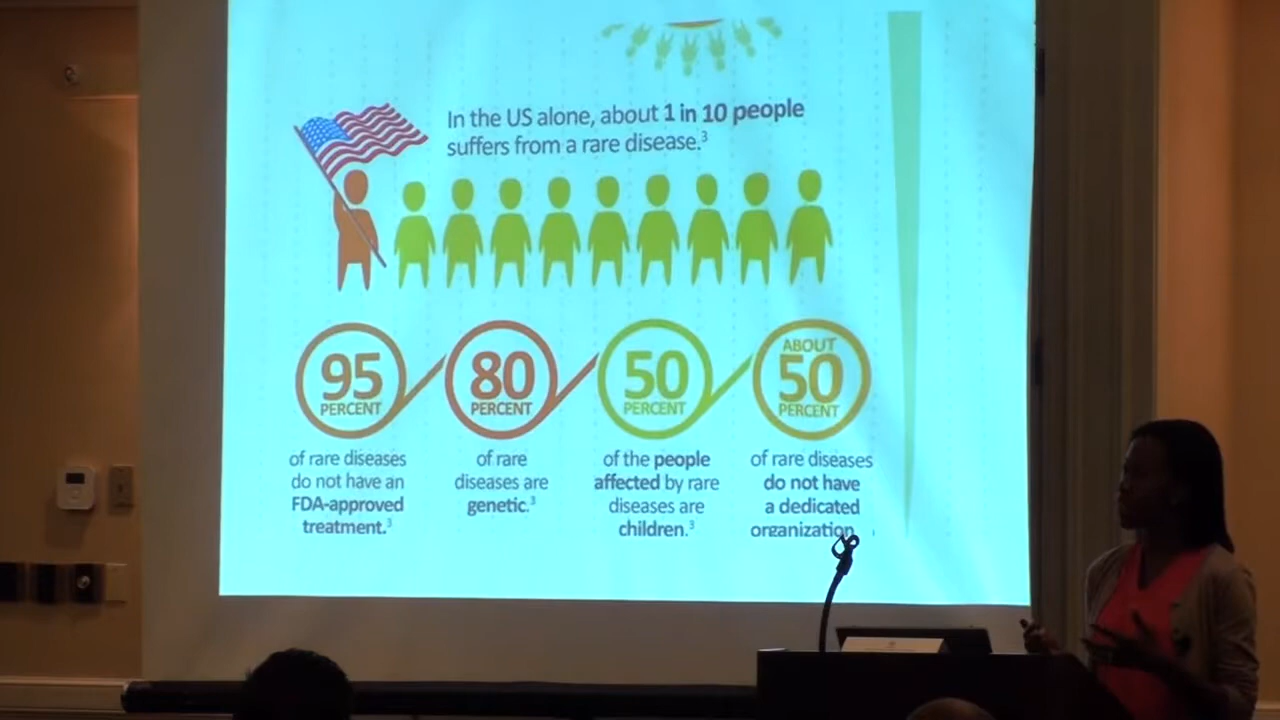 In the US alone, about 1 in 10 people
suffers from a rare disease.3
95
PERCENT
of rare diseases
do not have an
FDA-approved
treatment.3
80
PERCENT
of rare
diseases are
genetic.3
50
PERCENT
of the people
affected by rare
diseases are
children.3
ABOUT
50
PERCENT
of rare diseases
do not have
a dedicated
organization